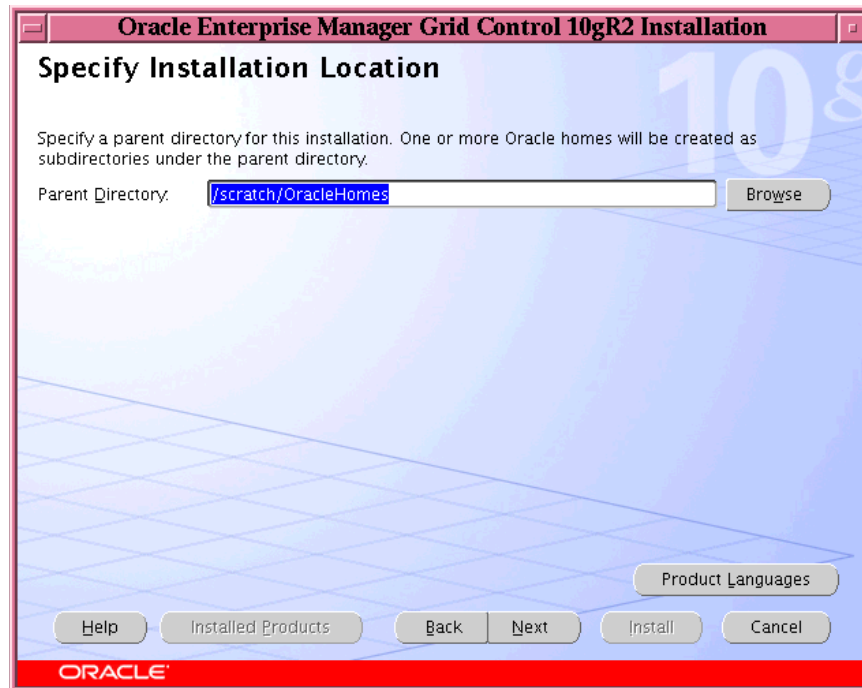 Oracle Enterprise Manager Grid Control 10gR2 Installation
Specify Installation Location
10g
Specify a parent directory for this installation. One or more Oracle homes will be created as
subdirectories under the parent directory.
Parent Directory: /scratch/OracleHomes Browse
Product Languages
Help Installed Products Back Next Install Cancel
ORACLE